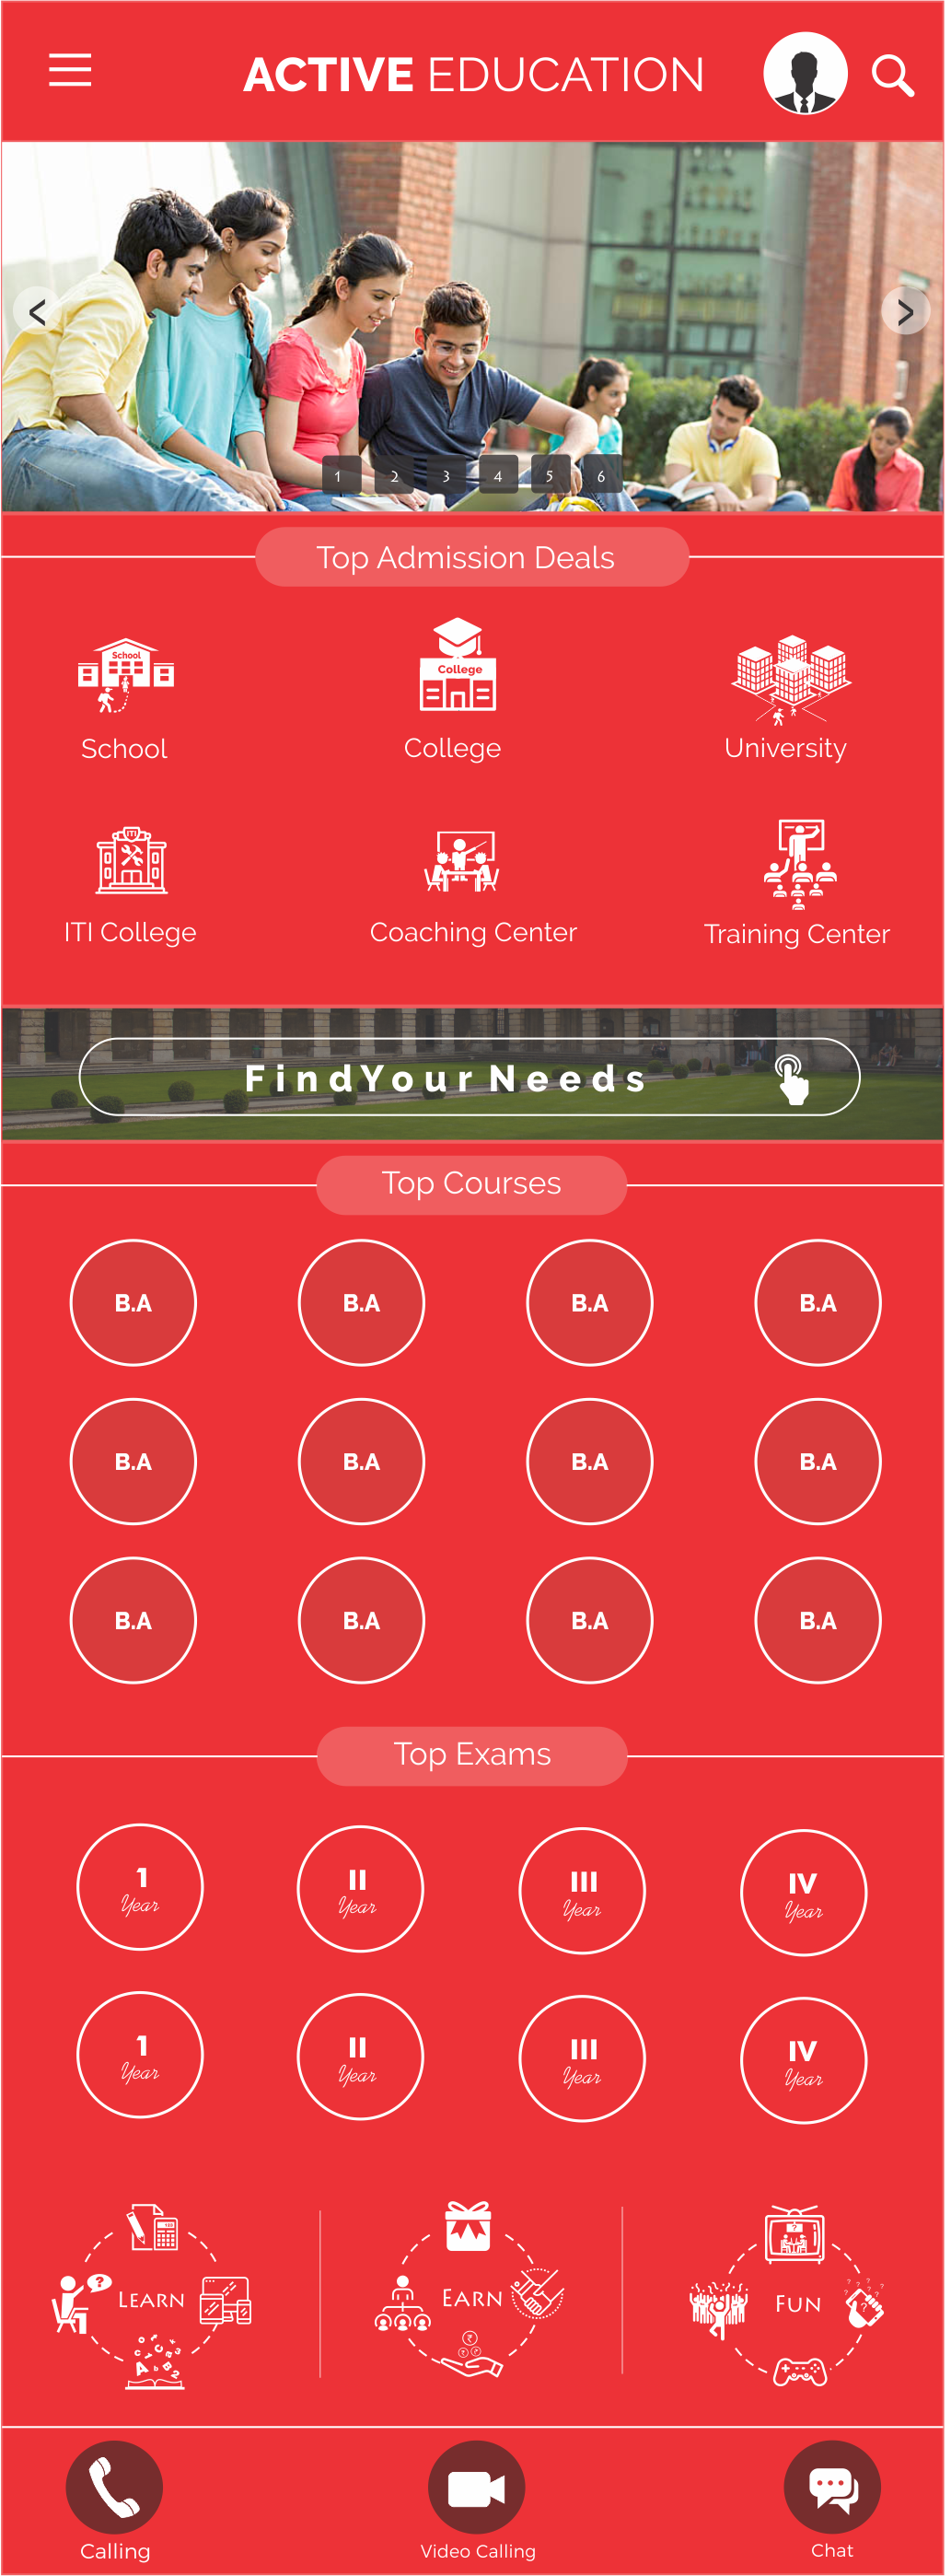 ACTIVE EDUCATION
< >
1 2 3 4 5 6
Top Admission Deals
School
College
School College University
ITI
ITI College Coaching Center Training Center
FindYour Needs
Top Courses
B.A B.A B.A B.A
B.A B.A B.A B.A
B.A B.A B.A B.A
Top Exams
1 II III IV
Year Year Year Year
1 II III IV
Year Year Year Year
LEARN EARN FUN
Calling Video Calling Chat